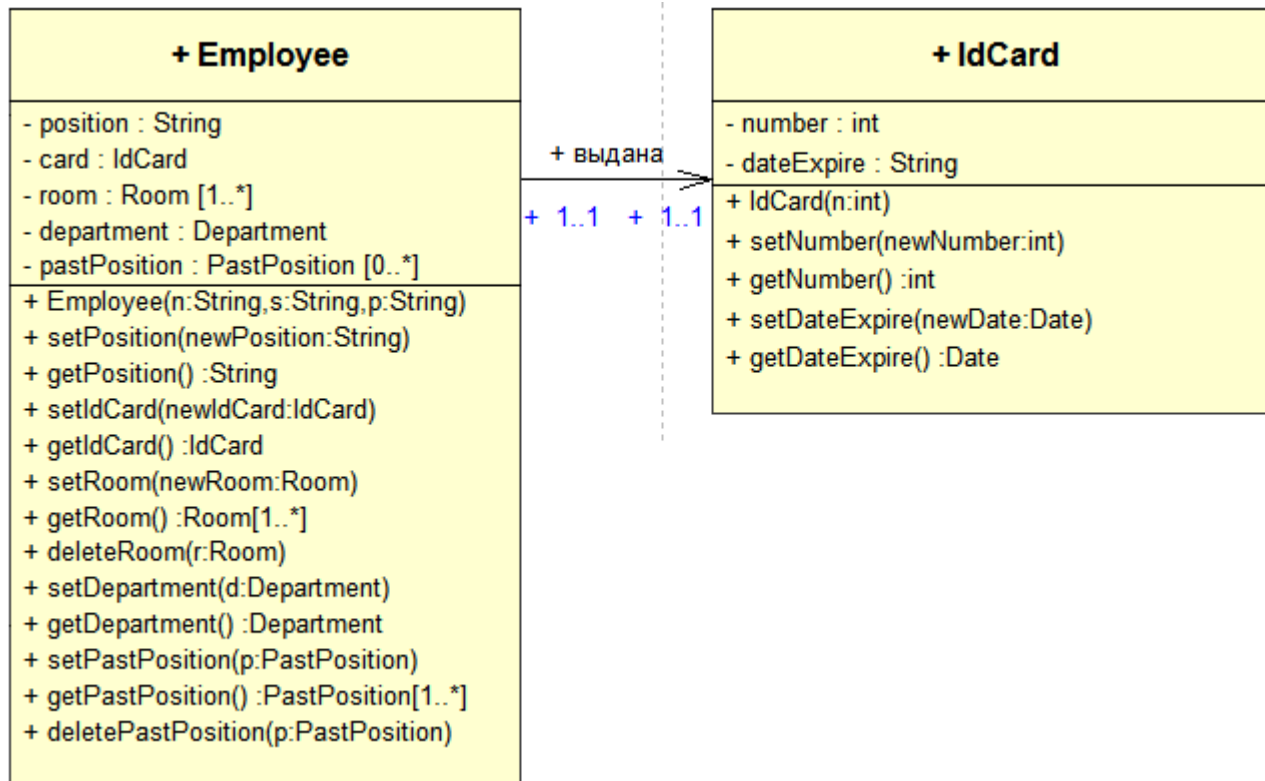 + Employee
- position : String
- card : IdCard
- room : Room [1..*]
- department : Department
- pastPosition : PastPosition [0..*]
+ Employee(n:String,s:String,p:String)
+ setPosition(newPosition:String)
+ getPosition() :String
+ setIdCard(newIdCard:IdCard)
+ getIdCard() :IdCard
+ setRoom(newRoom:Room)
+ getRoom() :Room[1..*]
+ deleteRoom(r:Room)
+ setDepartment(d:Department)
+ getDepartment() :Department
+ setPastPosition(p:PastPosition)
+ getPastPosition() :PastPosition[1..*]
+ deletePastPosition(p:PastPosition)
+ выдана
+ 1..1 + 1..1
+ IdCard
- number : int
- dateExpire : String
+ IdCard(n:int)
+ setNumber(newNumber:int)
+ getNumber() :int
+ setDateExpire(newDate:Date)
+ getDateExpire() :Date